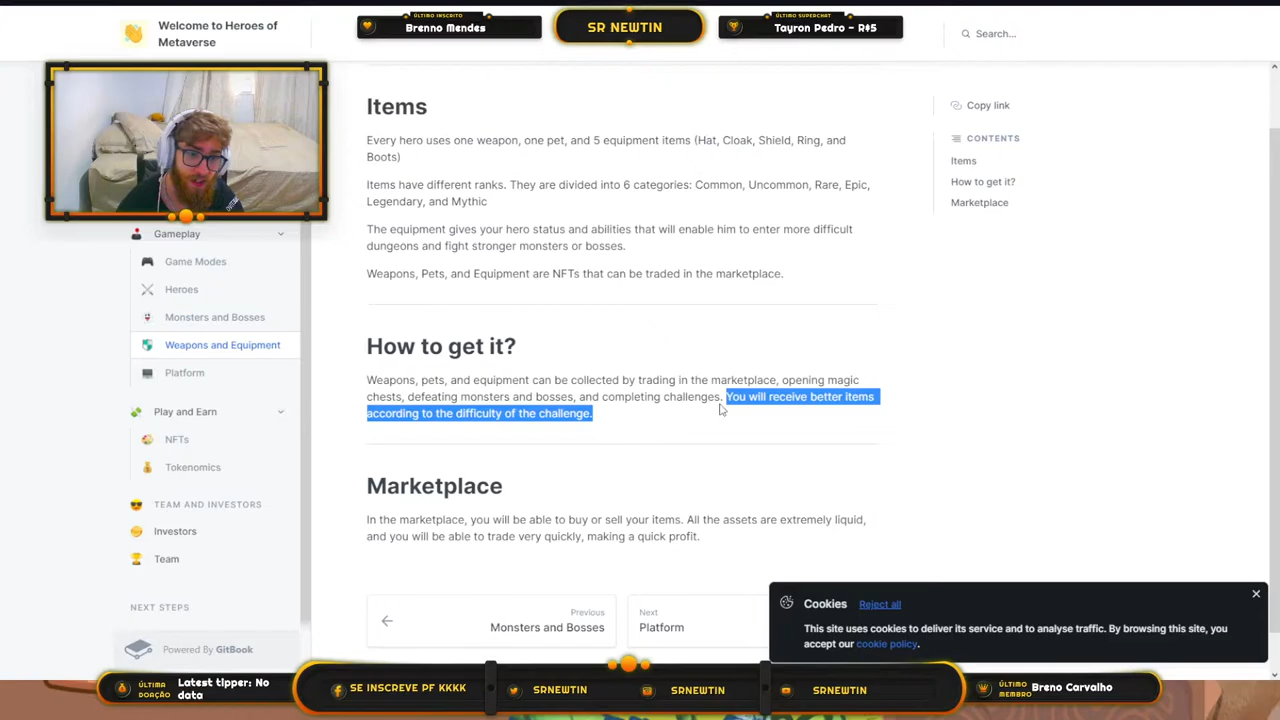 Welcome to Heroes of
Metaverse
ÚLTIMO INSCRITO
Brenno Mendes
SR NEWTIN
ÚLTIMO SUPERCHAT
Tayron Pedro - R$5
Search...
Items
Every hero uses one weapon, one pet, and 5 equipment items (Hat, Cloak, Shield, Ring, and
Boots)
Items have different ranks. They are divided into 6 categories: Common, Uncommon, Rare, Epic,
Legendary, and Mythic
The equipment gives your hero status and abilities that will enable him to enter more difficult
dungeons and fight stronger monsters or bosses.
Weapons, Pets, and Equipment are NFTs that can be traded in the marketplace.
How to get it?
Weapons, pets, and equipment can be collected by trading in the marketplace, opening magic
chests, defeating monsters and bosses, and completing challenges. You will receive better items
according to the difficulty of the challenge.
Marketplace
In the marketplace, you will be able to buy or sell your items. All the assets are extremely liquid,
and you will be able to trade very quickly, making a quick profit.
Previous
Monsters and Bosses
Next
Platform
Copy link
CONTENTS
Items
How to get it?
Marketplace
Gameplay
Game Modes
Heroes
Monsters and Bosses
Weapons and Equipment
Platform
Play and Earn
NFTs
Tokenomics
TEAM AND INVESTORS
Investors
Team
NEXT STEPS
Powered By GitBook
Cookies
Reject all
This site uses cookies to deliver its service and to analyse traffic. By browsing this site, you
accept our cookie policy.
ÚLTIMA
DOAÇÃO
Latest tipper: No
data
SE INSCREVE PF KKKK
SRNEWTIN
SRNEWTIN
SRNEWTIN
ÚLTIMO
MEMBRO
Breno Carvalho